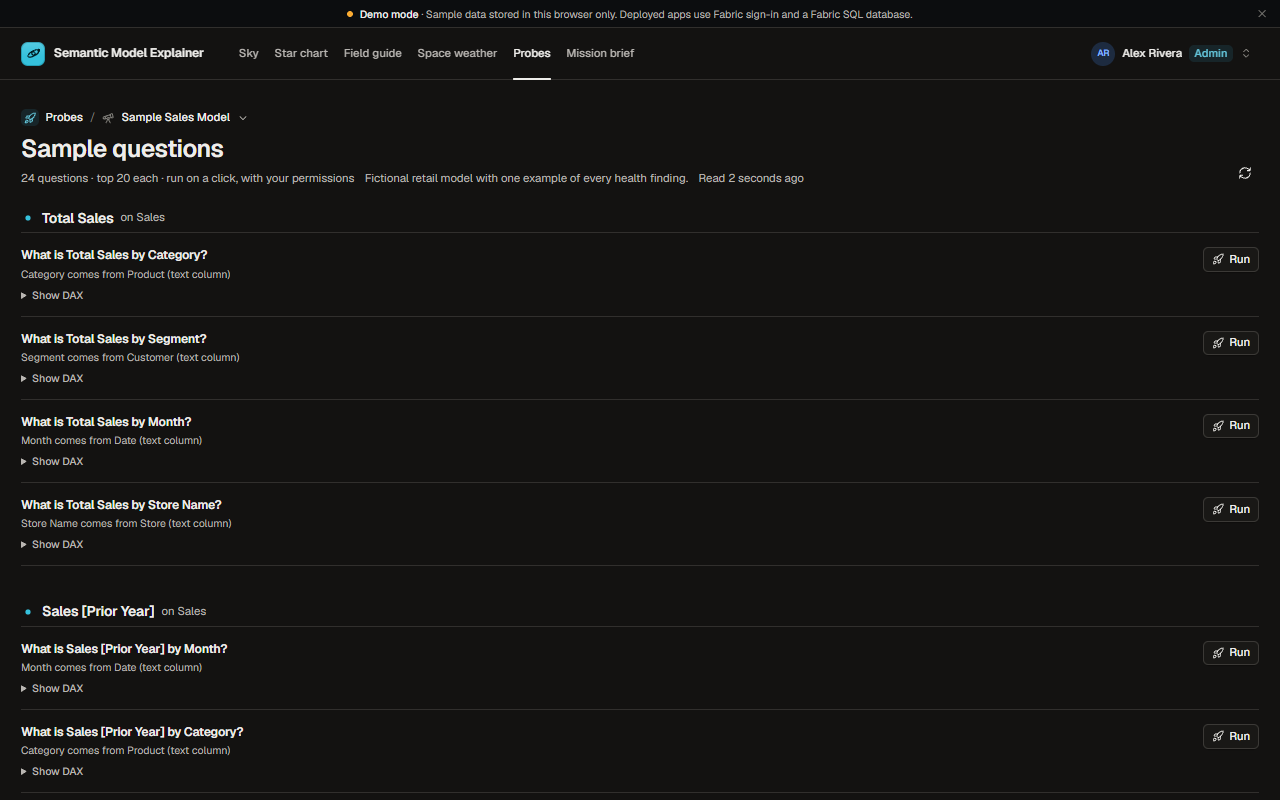 Demo mode · Sample data stored in this browser only. Deployed apps use Fabric sign-in and a Fabric SQL database.
Semantic Model Explainer Sky Star chart Field guide Space weather Probes Mission brief AR Alex Rivera Admin
Probes / Sample Sales Model
Sample questions
24 questions · top 20 each · run on a click, with your permissions Fictional retail model with one example of every health finding. Read 2 seconds ago
Total Sales on Sales
What is Total Sales by Category? Run
Category comes from Product (text column)
Show DAX
What is Total Sales by Segment? Run
Segment comes from Customer (text column)
Show DAX
What is Total Sales by Month? Run
Month comes from Date (text column)
Show DAX
What is Total Sales by Store Name? Run
Store Name comes from Store (text column)
Show DAX
Sales [Prior Year] on Sales
What is Sales [Prior Year] by Month? Run
Month comes from Date (text column)
Show DAX
What is Sales [Prior Year] by Category? Run
Category comes from Product (text column)
Show DAX